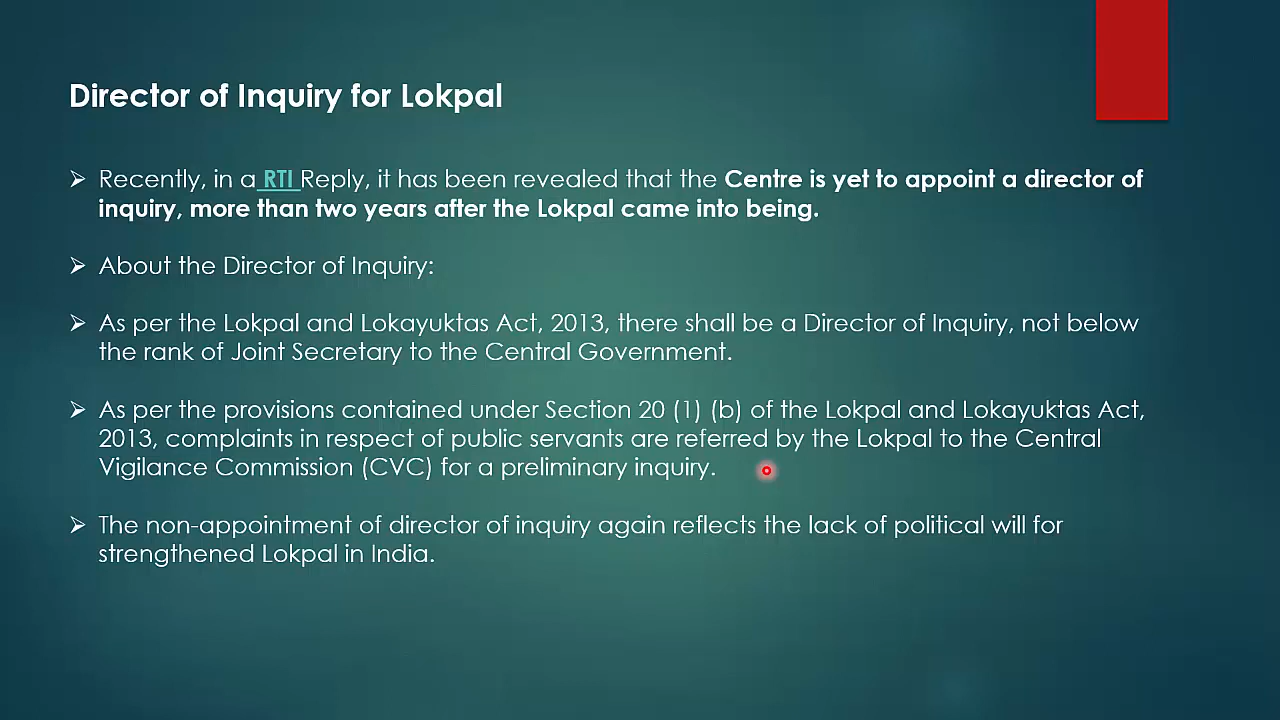 Director of Inquiry for Lokpal
Recently, in a RTI Reply, it has been revealed that the Centre is yet to appoint a director of
inquiry, more than two years after the Lokpal came into being.
About the Director of Inquiry:
As per the Lokpal and Lokayuktas Act, 2013, there shall be a Director of Inquiry, not below
the rank of Joint Secretary to the Central Government.
As per the provisions contained under Section 20 (1) (b) of the Lokpal and Lokayuktas Act,
2013, complaints in respect of public servants are referred by the Lokpal to the Central
Vigilance Commission (CVC) for a preliminary inquiry.
The non-appointment of director of inquiry again reflects the lack of political will for
strengthened Lokpal in India.